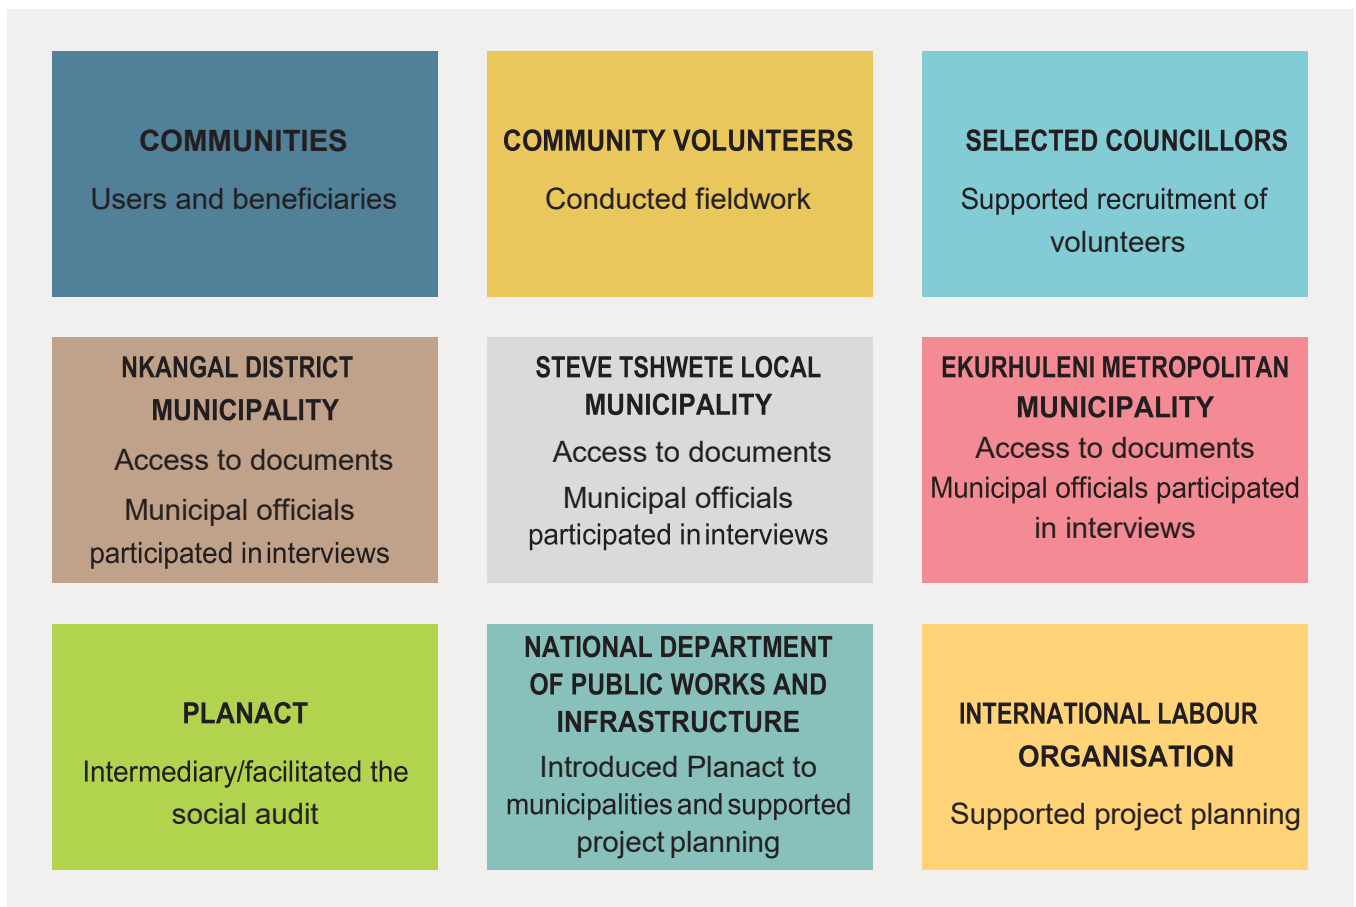 COMMUNITIES
Users and beneficiaries
COMMUNITY VOLUNTEERS
Conducted fieldwork
SELECTED COUNCILLORS
Supported recruitment of
volunteers
NKANGAL DISTRICT
MUNICIPALITY
Access to documents
Municipal officials
participated in interviews
STEVE TSHWETE LOCAL
MUNICIPALITY
Access to documents
Municipal officials
participated in interviews
EKURHULENI METROPOLITAN
MUNICIPALITY
Access to documents
Municipal officials participated
in interviews
PLANACT
Intermediary/facilitated the
social audit
NATIONAL DEPARTMENT
OF PUBLIC WORKS AND
INFRASTRUCTURE
Introduced Planact to
municipalities and supported
project planning
INTERNATIONAL LABOUR
ORGANISATION
Supported project planning